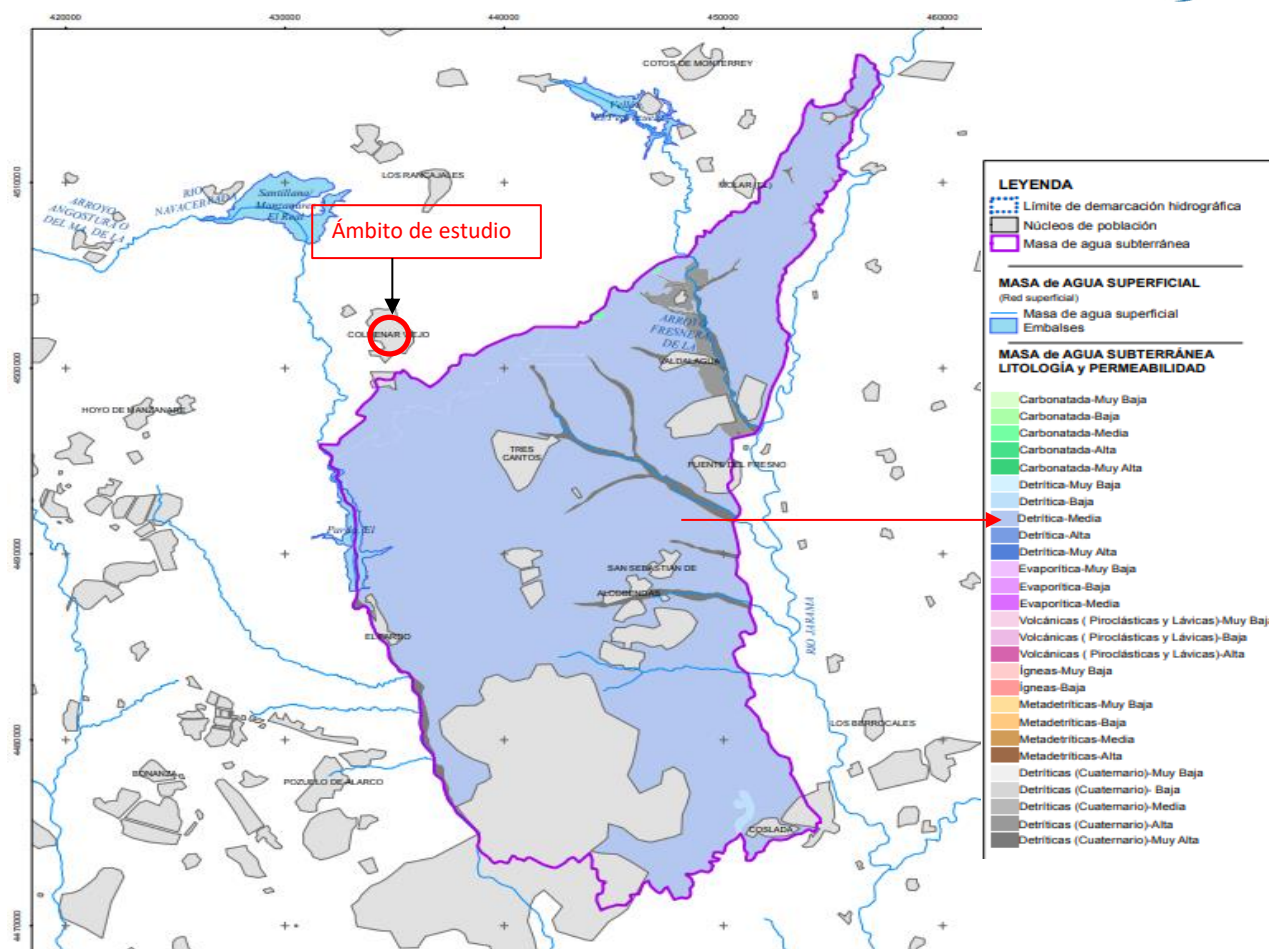 420000
430000
440000
450000
460000
COTOS DE MONTERREY
LOS RANCAJALES
MOLAR (EL)
RIO
NAVACERRADA
Santillana/
Manzanares
El Real
ARROYO
ANGOSTURA O
DEL MA. DE LA
Ámbito de estudio
COLMENAR VIEJO
ARROYO
FRESNERA
DE LA
VALDALAGUA
HOYO DE MANZANARE
TRES
CANTOS
FUENTE DEL FRESNO
SAN SEBASTIAN DE
ALCOBENDAS
EL PARDO
RIO JARAMA
LOS BERROCALES
BONANZA
POZUELO DE ALARCO
COSLADA
4510000
4500000
4490000
4480000
4470000
LEYENDA
Límite de demarcación hidrográfica
Núcleos de población
Masa de agua subterránea
MASA de AGUA SUPERFICIAL
(Red superficial)
Masa de agua superficial
Embalses
MASA de AGUA SUBTERRÁNEA
LITOLOGÍA y PERMEABILIDAD
Carbonatada-Muy Baja
Carbonatada-Baja
Carbonatada-Media
Carbonatada-Alta
Carbonatada-Muy Alta
Detrítica-Muy Baja
Detrítica-Baja
Detrítica-Media
Detrítica-Alta
Detrítica-Muy Alta
Evaporítica-Muy Baja
Evaporítica-Baja
Evaporítica-Media
Volcánicas ( Piroclásticas y Lávicas)-Muy Baja
Volcánicas ( Piroclásticas y Lávicas)-Baja
Volcánicas ( Piroclásticas y Lávicas)-Alta
Ígneas-Muy Baja
Ígneas-Baja
Metadetríticas-Muy Baja
Metadetríticas-Baja
Metadetríticas-Media
Metadetríticas-Alta
Detríticas (Cuaternario)-Muy Baja
Detríticas (Cuaternario)- Baja
Detríticas (Cuaternario)-Media
Detríticas (Cuaternario)-Alta
Detríticas (Cuaternario)-Muy Alta